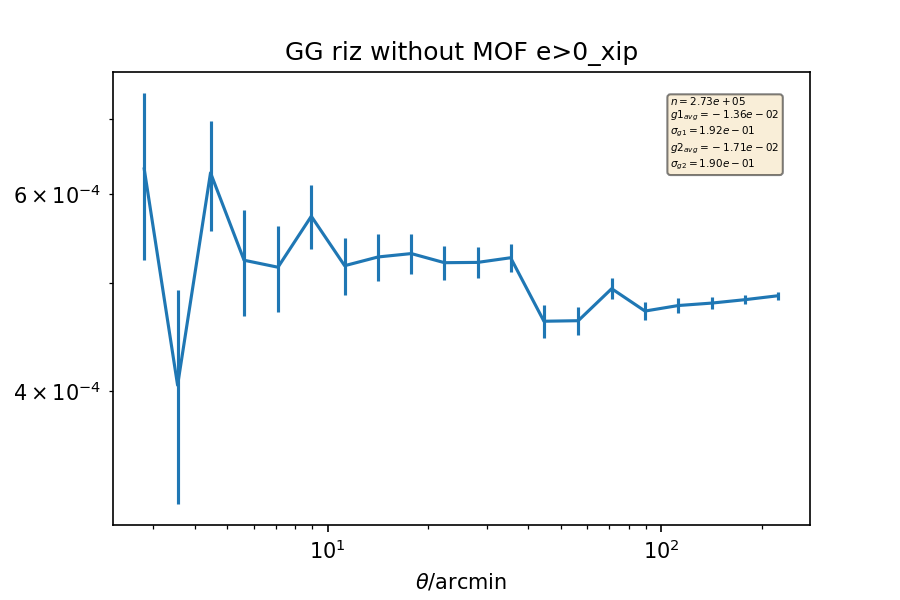 GG riz without MOF e>0_xip
n = 2.73e + 05
g1avg = −1.36e − 02
σg1 = 1.92e − 01
g2avg = −1.71e − 02
σg2 = 1.90e − 01
6 × 10⁻⁴
4 × 10⁻⁴
10¹ 10²
θ/arcmin